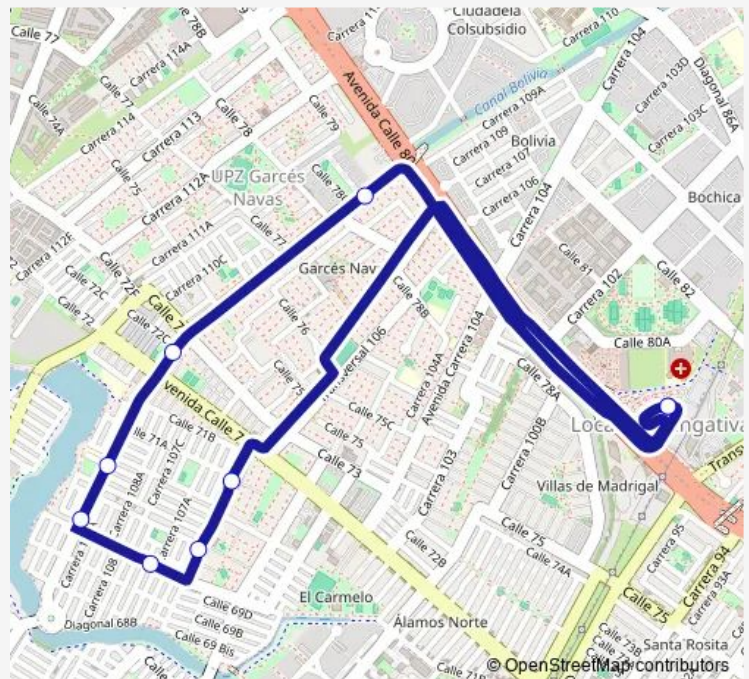 Ciudadela
Colsubsidio
Calle 77
Calle 78B
Carrera 110
Carrera 104
Carrera 103D
Diagonal 86A
Carrera 114A
Calle 77
Calle 74A
Carrera 114
Carrera 113
Calle 78
Calle 79
Avenida Calle 80
Canal Bolivia
Carrera 109A
Carrera 103C
Carrera 109
Carrera 107
Carrera 106
Bolivia
Carrera 104
Bochica
Calle 75
Carrera 112A
UPZ Garcés
Navas
Calle 77
Carrera 111A
Carrera 112F
Carrera 110C
Calle 72F
Calle 72C
Calle 72
Calle 7
Calle 72C
Garcés Nav
Calle 76
Calle 75
Calle 78B
Transversal 106
Carrera 104A
Avenida Carrera 104
Calle 81
Carrera 102
Calle 82
Calle 80A
Calle 78A
Carrera 100B
Villas de Madrigal
venida Calle 7
Calle 71B
lle 71A
Carrera 107C
Carrera 108A
Carrera 107A
Calle 75C
Calle 75
Calle 73
Carrera 103
Calle 72B
Calle 75
Calle 74A
Carrera 95
Carrera 94
Carrera 93A
Calle 75
Carrera 108
Calle 69D
Calle 69B
Calle 69 Bis
Diagonal 68B
El Carmelo
Álamos Norte
Calle 73B
Santa Rosita
© OpenStreetMap contributors